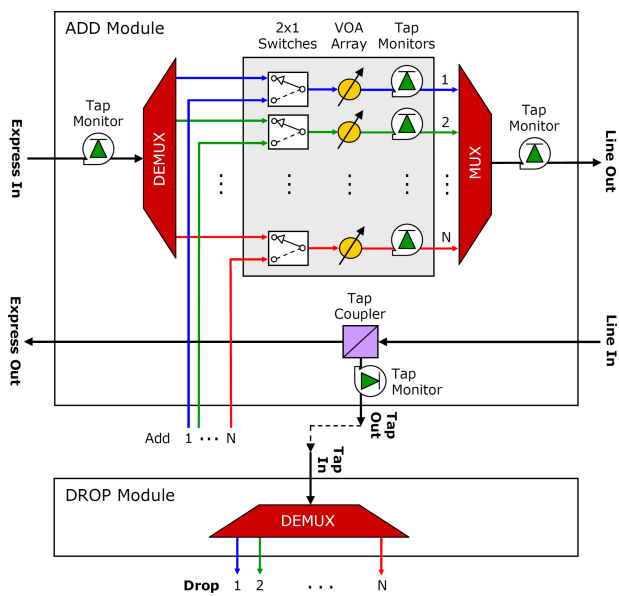 ADD Module
2x1
Switches
VOA
Array
Tap
Monitors
Tap
Monitor
Express In
DEMUX
1
2
N
MUX
Tap
Monitor
Line Out
Express Out
Tap
Coupler
Line In
Tap
Monitor
Tap
Out
Add 1 ··· N
Tap
In
DROP Module
DEMUX
Drop 1 2 ... N